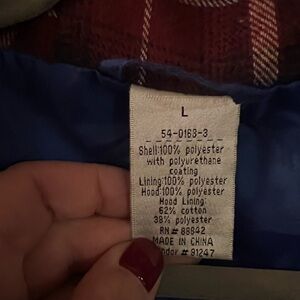 L
54-0163-3
Shell:100% polyester
with polyurethane
coating
Lining:100% polyester
Hood:100% polyester
Hood Lining:
62% cotton
38% polyester
RN # 88842
MADE IN CHINA
# 91247